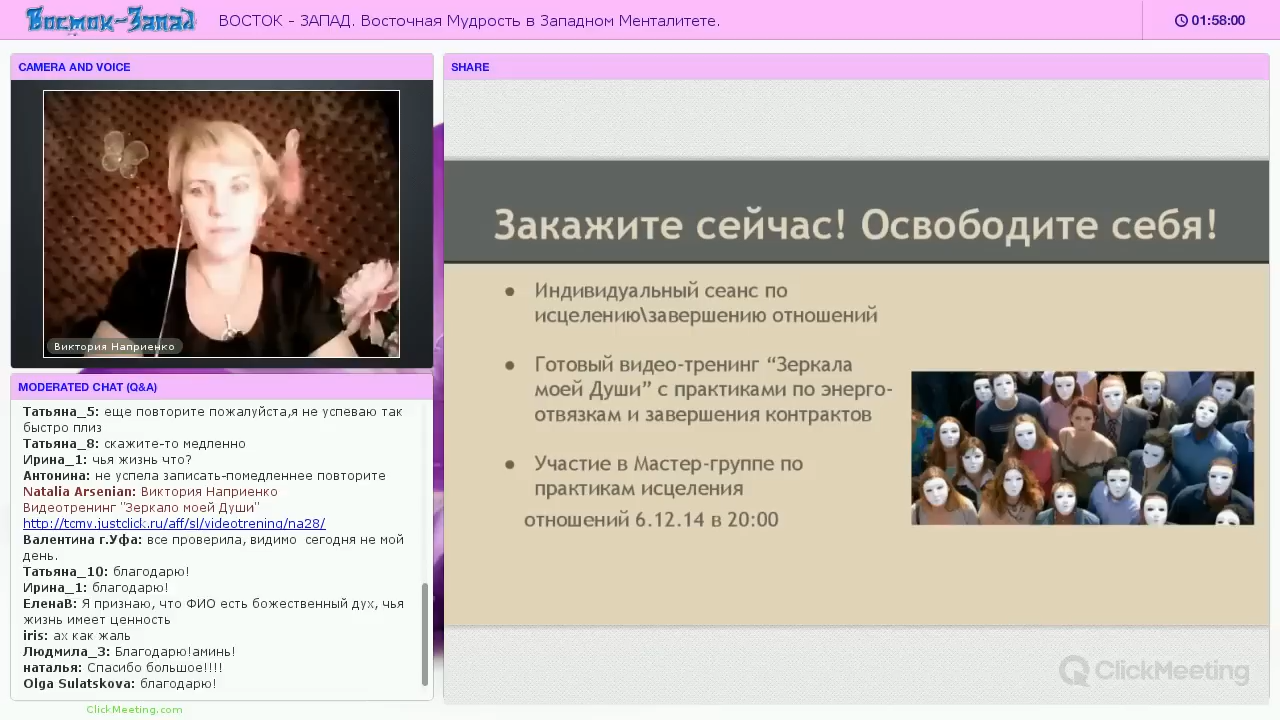 Восток-Запад
ВОСТОК - ЗАПАД. Восточная Мудрость в Западном Менталитете.
01:58:00
CAMERA AND VOICE
Виктория Наприенко
MODERATED CHAT (Q&A)
Татьяна_5: еще повторите пожалуйста,я не успеваю так
быстро плиз
Татьяна_8: скажите-то медленно
Ирина_1: чья жизнь что?
Антонина: не успела записать-помедленнее повторите
Natalia Arsenian: Виктория Наприенко
Видеотренинг "Зеркало моей Души"
http://tcmv.justclick.ru/aff/sl/videotrening/na28/
Валентина г.Уфа: все проверила, видимо сегодня не мой
день.
Татьяна_10: благодарю!
Ирина_1: благодарю!
ЕленаВ: Я признаю, что ФИО есть божественный дух, чья
жизнь имеет ценность
iris: ах как жаль
Людмила_3: Благодарю!аминь!
наталья: Спасибо большое!!!!
Olga Sulatskova: благодарю!
ClickMeeting.com
SHARE
Закажите сейчас! Освободите себя!
● Индивидуальный сеанс по
исцелению\завершению отношений
● Готовый видео-тренинг “Зеркала
моей Души” с практиками по энерго-
отвязкам и завершения контрактов
● Участие в Мастер-группе по
практикам исцеления
отношений 6.12.14 в 20:00
ClickMeeting